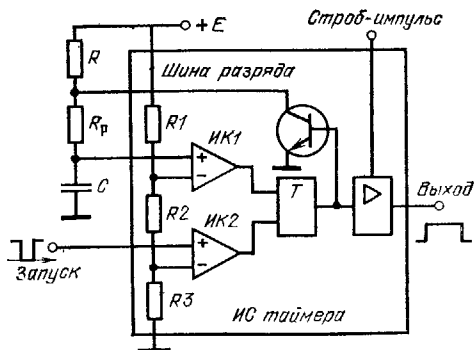 Строб-импульс
+E
R
Шина разряда
Rр
R1
ИК1
+
−
C
R2
ИК2
T
▷
Выход
+
−
Запуск
R3
ИС таймера